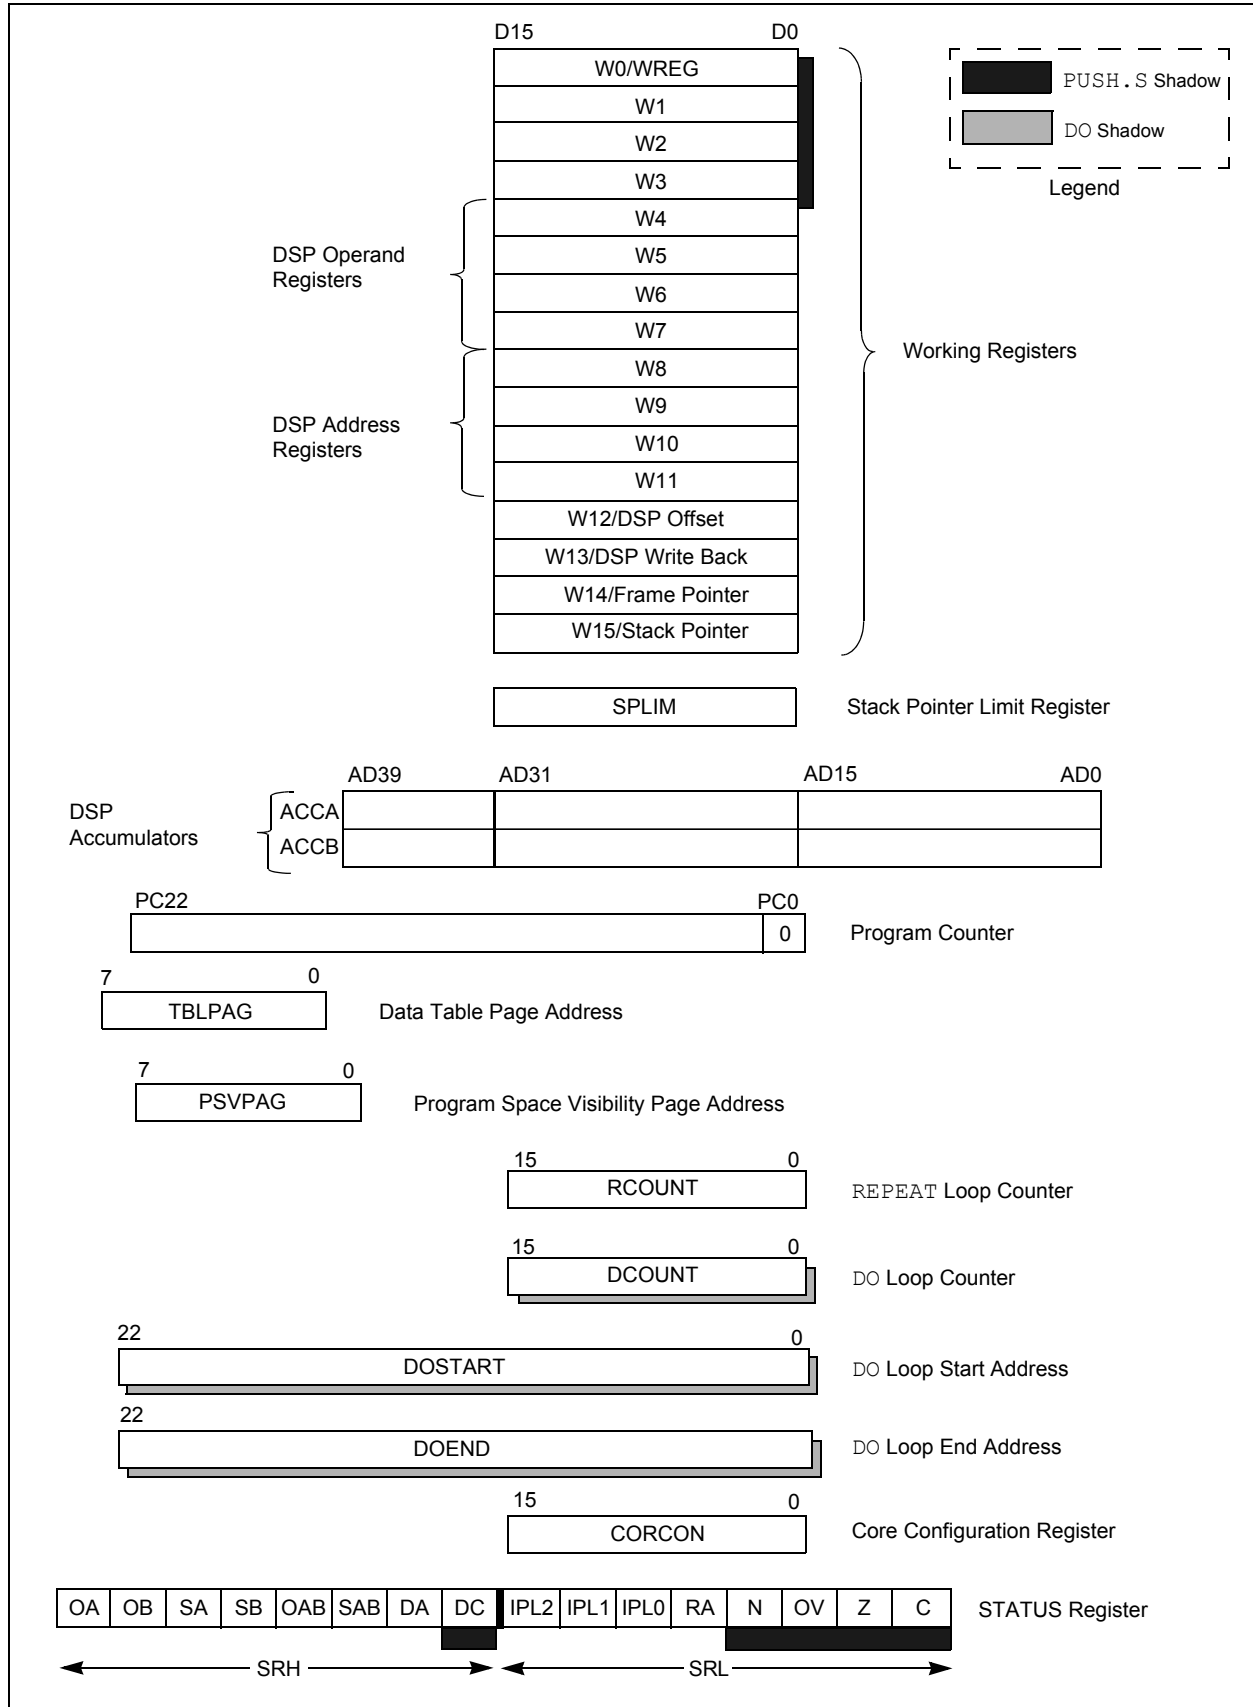 D15 D0
W0/WREG
W1
W2
W3
W4
W5
W6
W7
W8
W9
W10
W11
W12/DSP Offset
W13/DSP Write Back
W14/Frame Pointer
W15/Stack Pointer
PUSH.S Shadow
DO Shadow
Legend
DSP Operand
Registers
DSP Address
Registers
Working Registers
SPLIM Stack Pointer Limit Register
AD39 AD31 AD15 AD0
DSP
Accumulators
ACCA
ACCB
PC22 PC0
0 Program Counter
7 0
TBLPAG Data Table Page Address
7 0
PSVPAG Program Space Visibility Page Address
15 0
RCOUNT REPEAT Loop Counter
15 0
DCOUNT DO Loop Counter
22 0
DOSTART DO Loop Start Address
22
DOEND DO Loop End Address
15 0
CORCON Core Configuration Register
OA OB SA SB OAB SAB DA DC IPL2 IPL1 IPL0 RA N OV Z C STATUS Register
SRH SRL